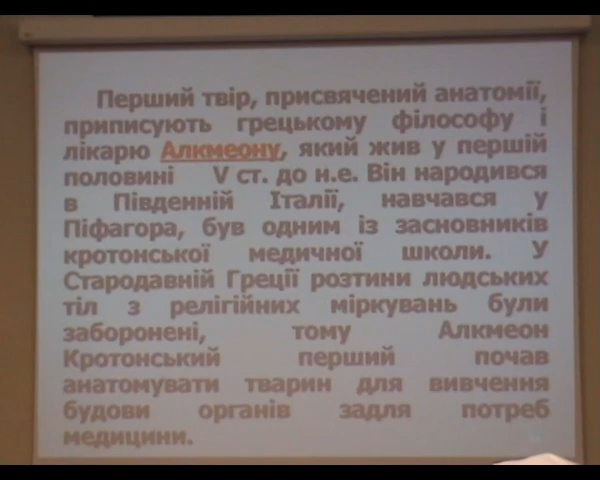 Перший твір, присвячений анатомії,
приписують грецькому філософу і
лікарю Алкмеону, який жив у першій
половині V ст. до н.е. Він народився
в Південній Італії, навчався у
Піфагора, був одним із засновників
кротонської медичної школи. У
Стародавній Греції розтини людських
тіл з релігійних міркувань були
заборонені, тому Алкмеон
Кротонський перший почав
анатомувати тварин для вивчення
будови органів задля потреб
медицини.